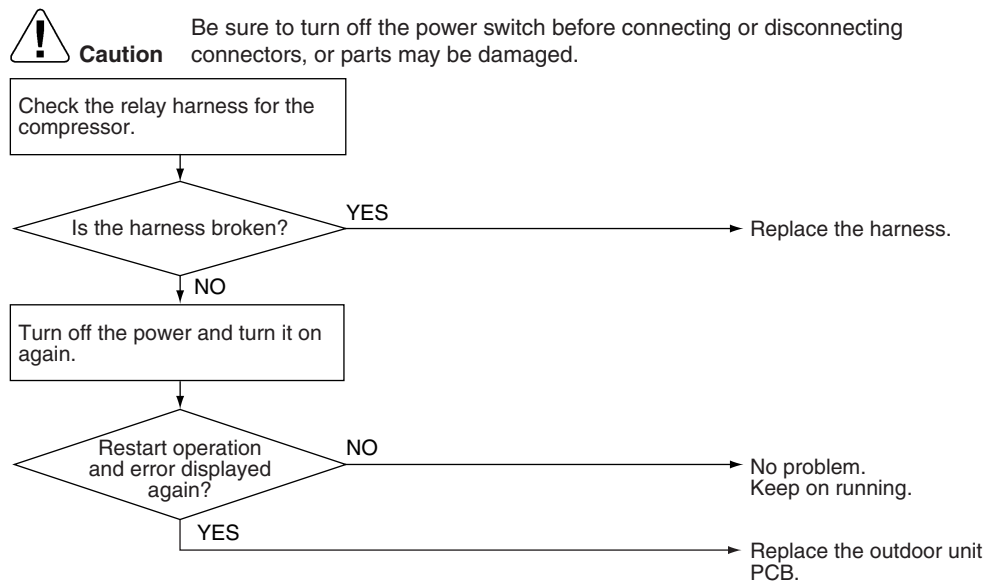 Be sure to turn off the power switch before connecting or disconnecting
Caution connectors, or parts may be damaged.
Check the relay harness for the
compressor.
Is the harness broken?
YES
Replace the harness.
NO
Turn off the power and turn it on
again.
Restart operation
and error displayed
again?
NO
No problem.
Keep on running.
YES
Replace the outdoor unit
PCB.